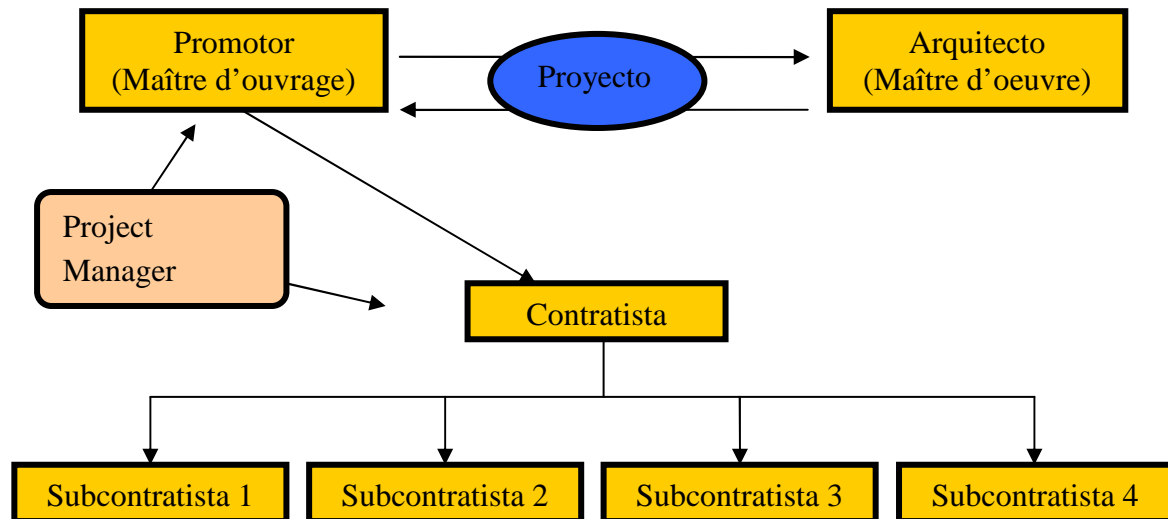 Promotor
(Maître d’ouvrage)
Proyecto
Arquitecto
(Maître d’oeuvre)
Project
Manager
Contratista
Subcontratista 1
Subcontratista 2
Subcontratista 3
Subcontratista 4